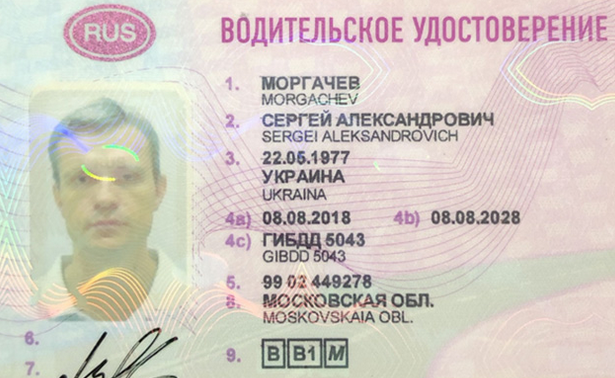 RUS ВОДИТЕЛЬСКОЕ УДОСТОВЕРЕНИЕ
1. МОРГАЧЕВ
MORGACHEV
2. СЕРГЕЙ АЛЕКСАНДРОВИЧ
SERGEI ALEKSANDROVICH
3. 22.05.1977
УКРАИНА
UKRAINA
4a) 08.08.2018 4b) 08.08.2028
4c) ГИБДД 5043
GIBDD 5043
5. 99 02 449278
8. МОСКОВСКАЯ ОБЛ.
MOSKOVSKAIA OBL.
6.
7.
9. B B1 M